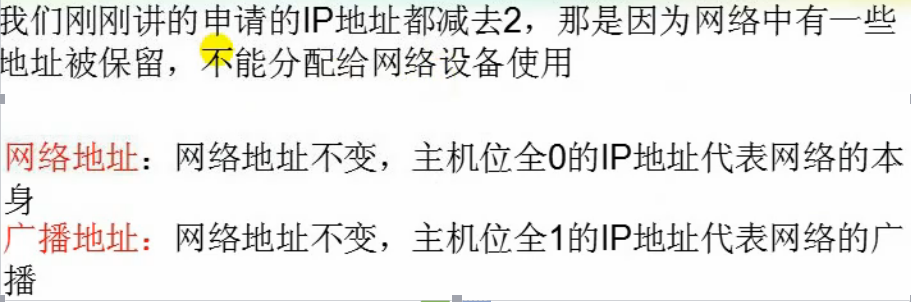 我们刚刚讲的申请的IP地址都减去2，那是因为网络中有一些
地址被保留，不能分配给网络设备使用
网络地址：网络地址不变，主机位全0的IP地址代表网络的本
身
广播地址：网络地址不变，主机位全1的IP地址代表网络的广
播